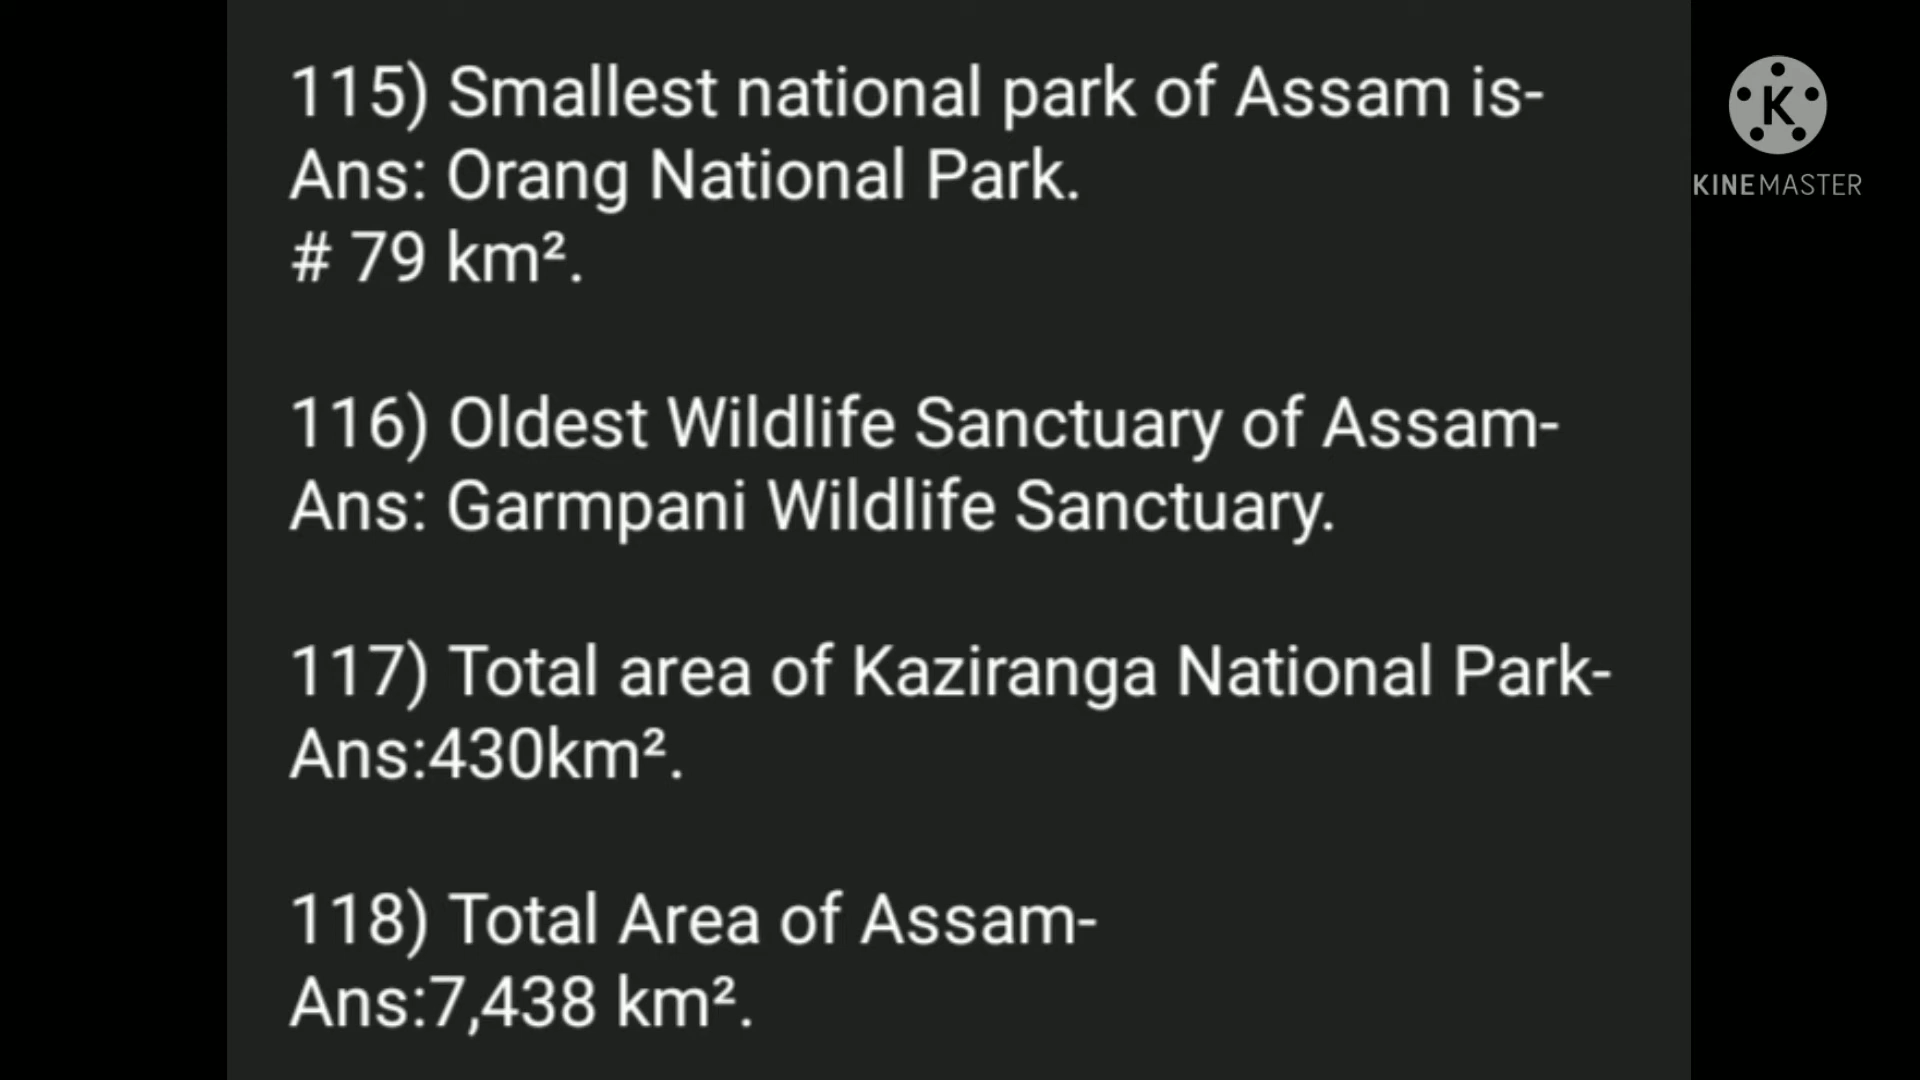 115) Smallest national park of Assam is-
Ans: Orang National Park.
# 79 km².
116) Oldest Wildlife Sanctuary of Assam-
Ans: Garmpani Wildlife Sanctuary.
117) Total area of Kaziranga National Park-
Ans:430km².
118) Total Area of Assam-
Ans:7,438 km².
K
KINEMASTER